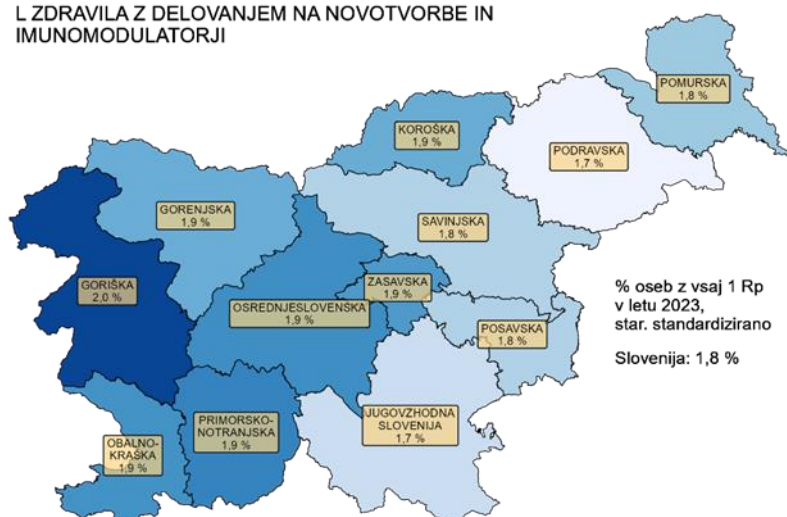 L ZDRAVILA Z DELOVANJEM NA NOVOTVORBE IN
IMUNOMODULATORJI
POMURSKA
1,8 %
KOROŠKA
1,9 %
PODRAVSKA
1,7 %
GORENJSKA
1,9 %
SAVINJSKA
1,8 %
GORIŠKA
2,0 %
ZASAVSKA
1,9 %
OSREDNJESLOVENSKA
1,9 %
POSAVSKA
1,8 %
% oseb z vsaj 1 Rp
v letu 2023,
star. standardizirano
Slovenija: 1,8 %
PRIMORSKO-
NOTRANJSKA
1,9 %
JUGOVZHODNA
SLOVENIJA
1,7 %
OBALNO-
KRAŠKA
1,9 %